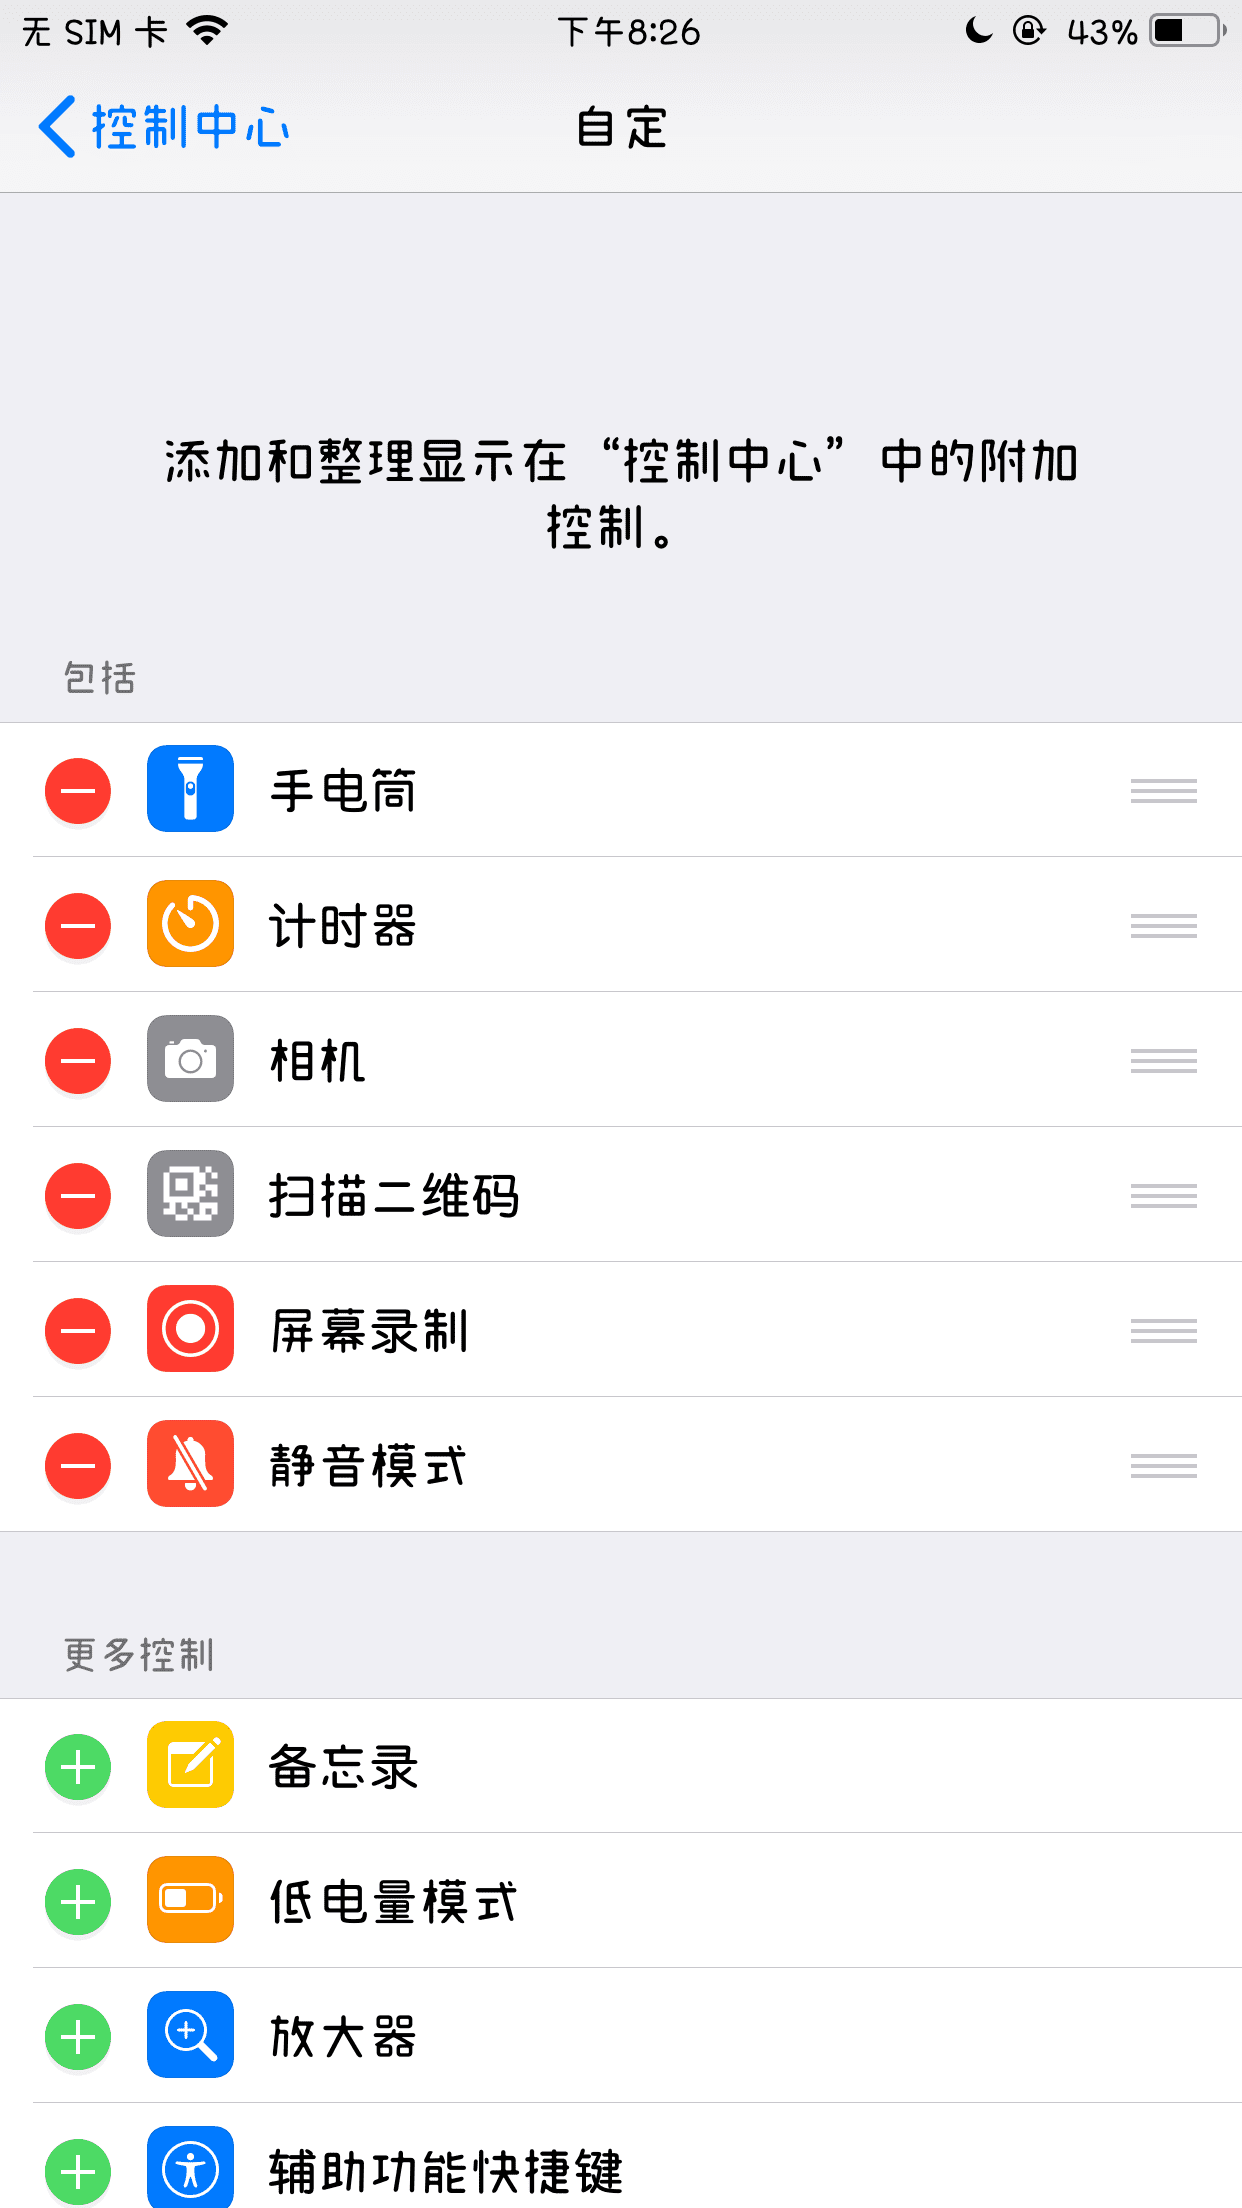 无 SIM 卡 下午8:26 43%
控制中心 自定
添加和整理显示在“控制中心”中的附加
控制。
包括
手电筒
计时器
相机
扫描二维码
屏幕录制
静音模式
更多控制
备忘录
低电量模式
放大器
辅助功能快捷键